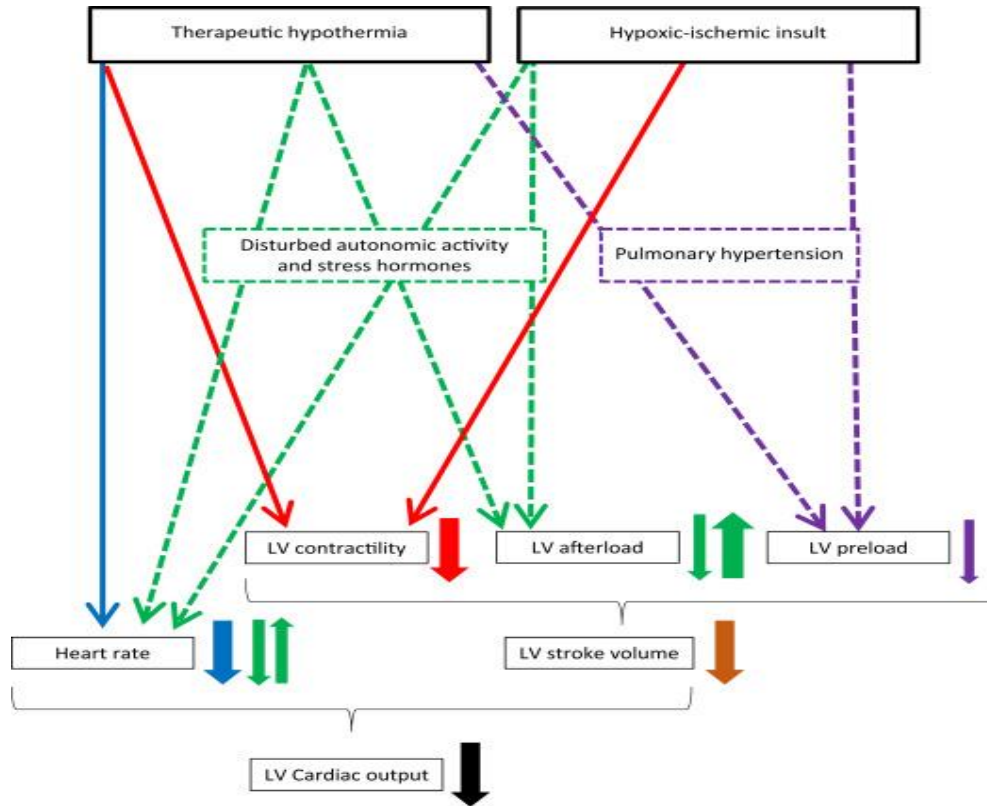 Therapeutic hypothermia
Hypoxic-ischemic insult
Disturbed autonomic activity
and stress hormones
Pulmonary hypertension
LV contractility
LV afterload
LV preload
Heart rate
LV stroke volume
LV Cardiac output